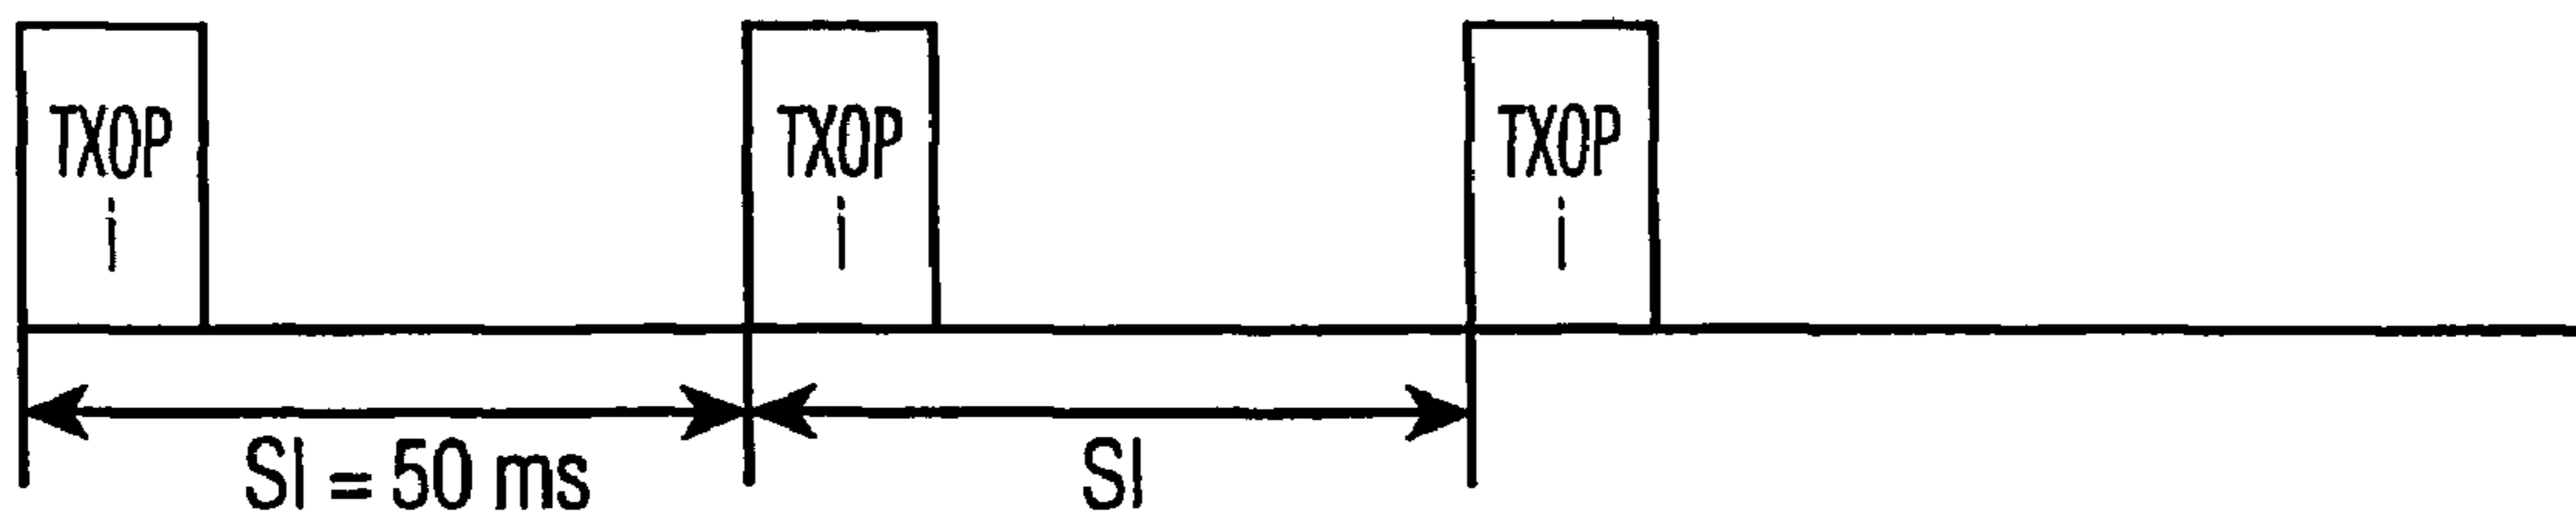 TXOP
i
TXOP
i
TXOP
i
SI = 50 ms
SI